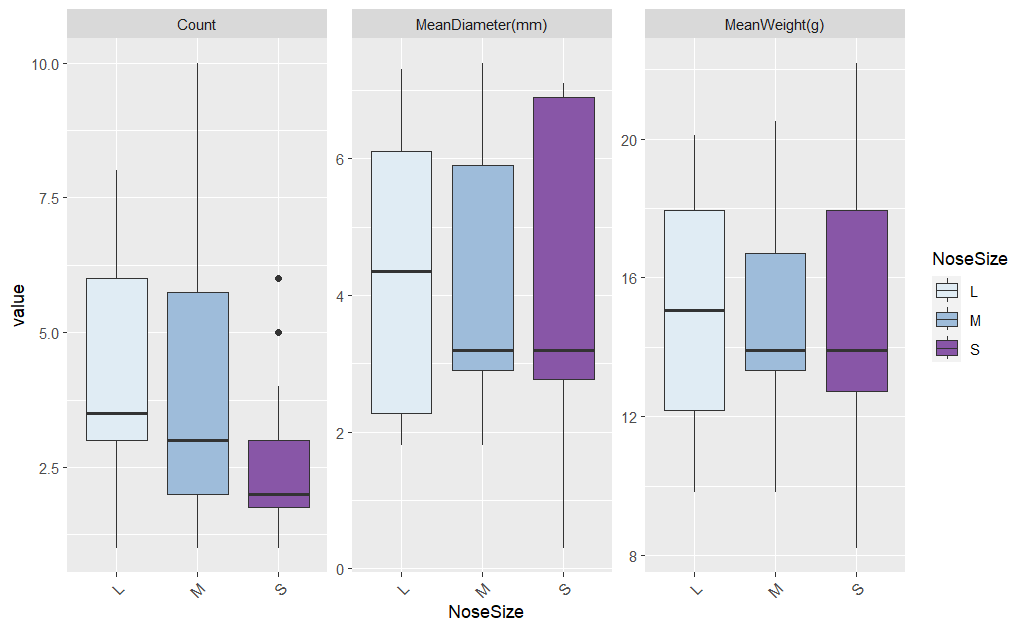 Count
MeanDiameter(mm)
MeanWeight(g)
value
10.0
7.5
5.0
2.5
6
4
2
0
20
16
12
8
L M S
L M S
L M S
NoseSize
NoseSize
L
M
S